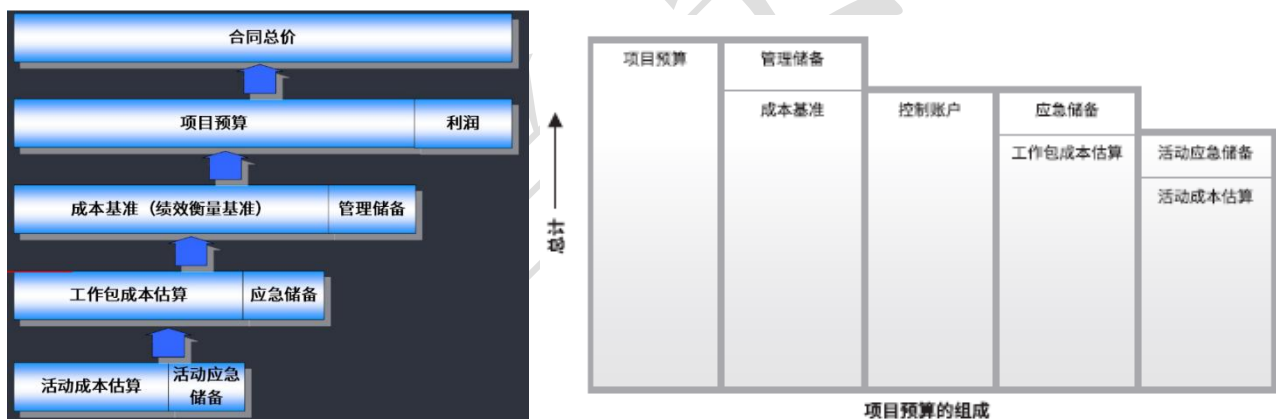 合同总价
项目预算 利润
成本基准（绩效衡量基准） 管理储备
工作包成本估算 应急储备
活动成本估算 活动应急
储备
总计
项目预算 管理储备
成本基准 控制账户 应急储备
工作包成本估算 活动应急储备
活动成本估算
项目预算的组成